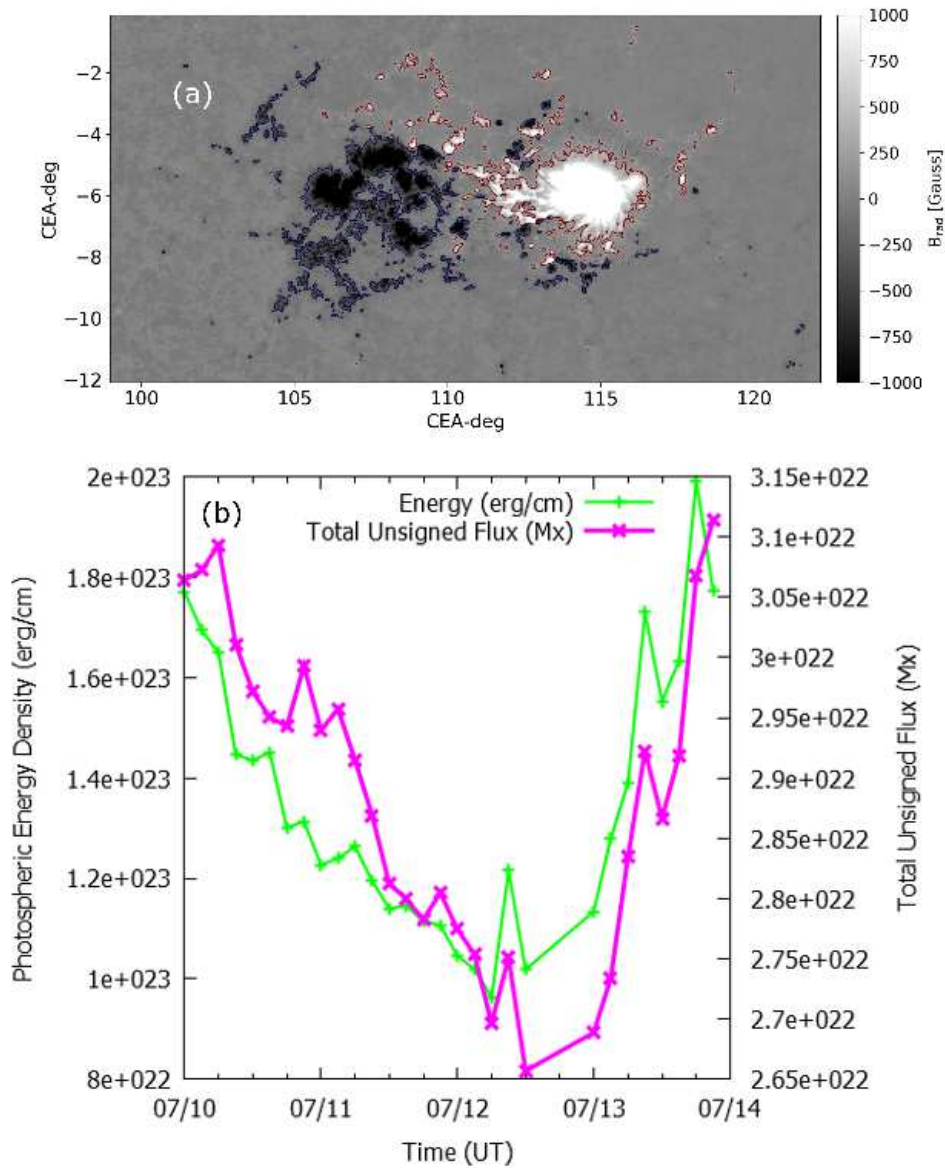 (a)
CEA-deg
−2
−4
−6
−8
−10
−12
100
105
110
115
120
CEA-deg
1000
750
500
250
0
−250
−500
−750
−1000
B_rad [Gauss]
(b)
Energy (erg/cm)
Total Unsigned Flux (Mx)
Photospheric Energy Density (erg/cm)
2e+023
1.8e+023
1.6e+023
1.4e+023
1.2e+023
1e+023
8e+022
3.15e+022
3.1e+022
3.05e+022
3e+022
2.95e+022
2.9e+022
2.85e+022
2.8e+022
2.75e+022
2.7e+022
2.65e+022
Total Unsigned Flux (Mx)
07/10
07/11
07/12
07/13
07/14
Time (UT)